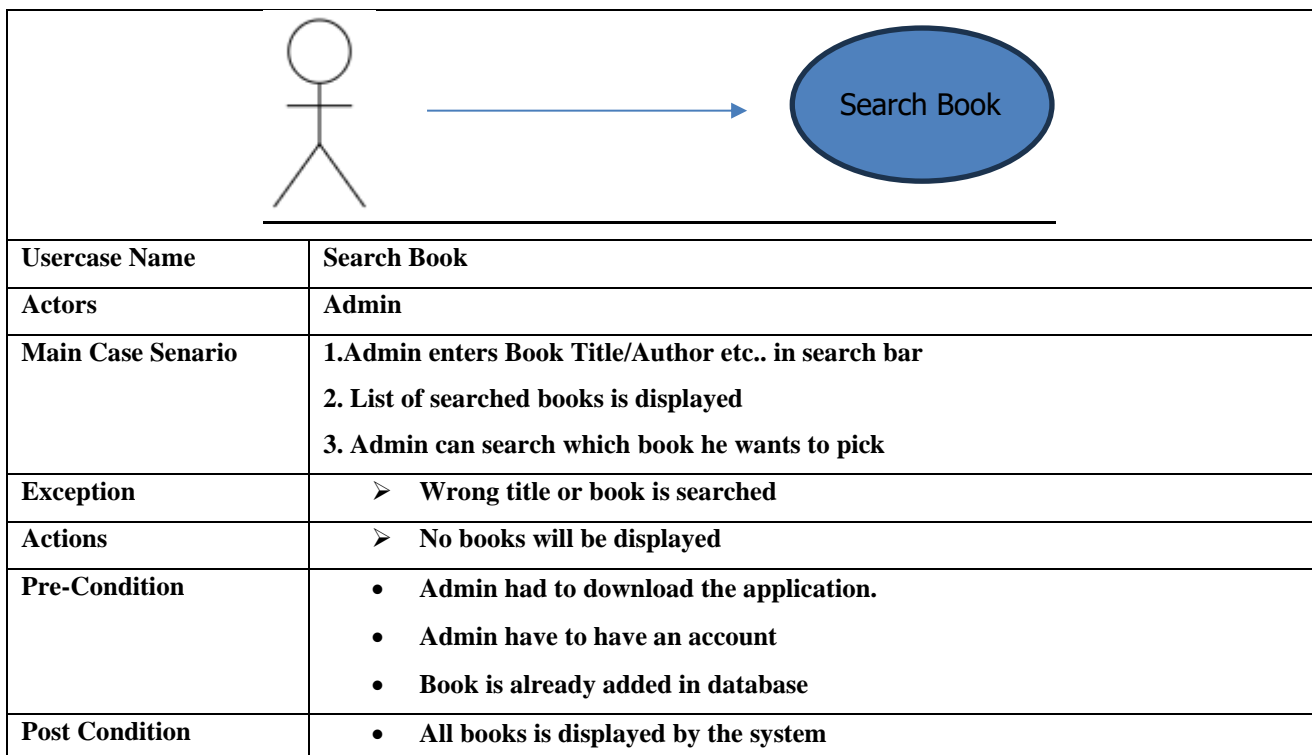 Search Book
Usercase Name Search Book
Actors Admin
Main Case Senario 1.Admin enters Book Title/Author etc.. in search bar
2. List of searched books is displayed
3. Admin can search which book he wants to pick
Exception ➢ Wrong title or book is searched
Actions ➢ No books will be displayed
Pre-Condition • Admin had to download the application.
• Admin have to have an account
• Book is already added in database
Post Condition • All books is displayed by the system